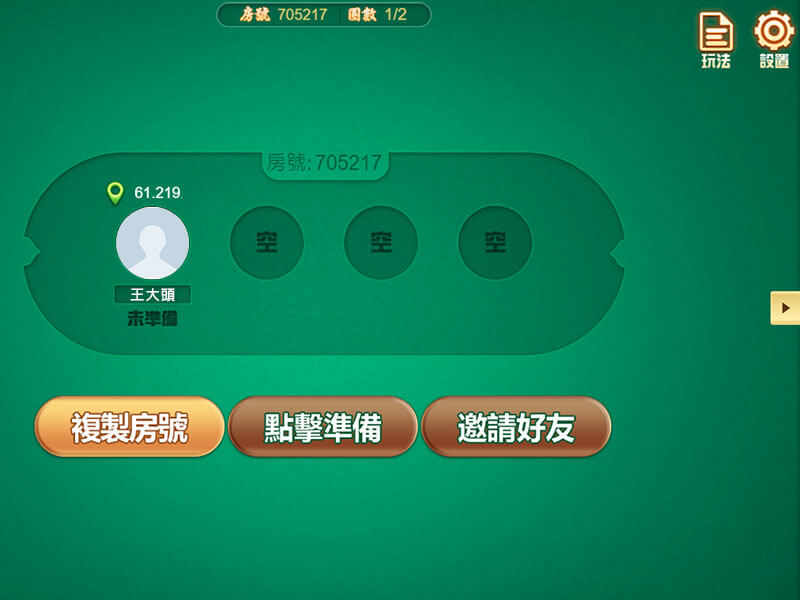 房號 705217 圈數 1/2
玩法
設置
房號:705217
61.219.
空
空
空
王大頭
未準備
複製房號
點擊準備
邀請好友